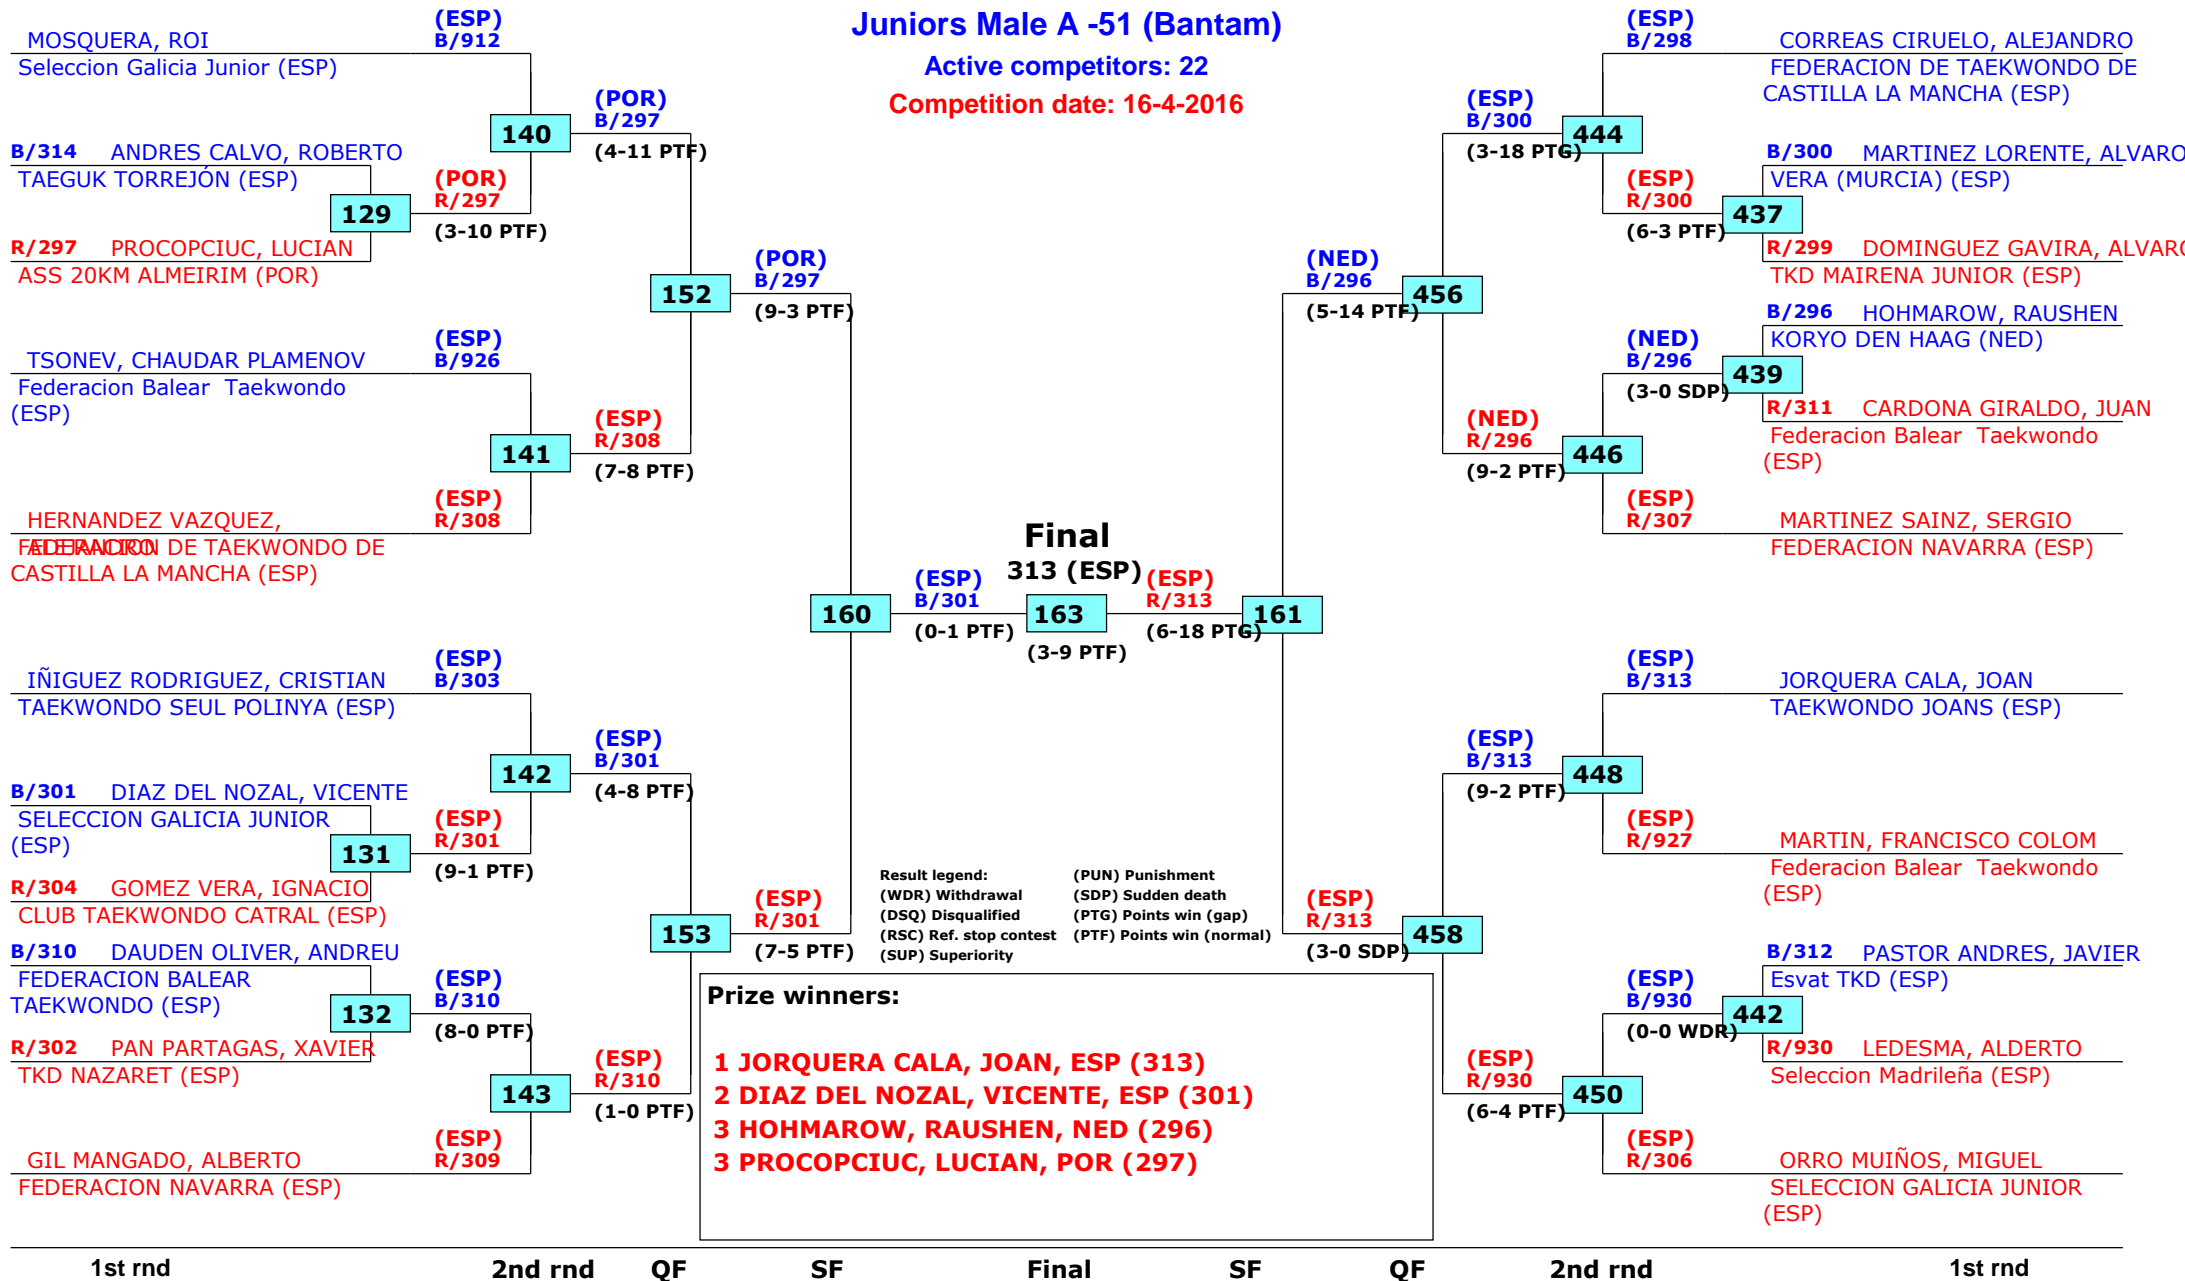 Juniors Male A -51 (Bantam)
Active competitors: 22
Competition date: 16-4-2016
(ESP)
B/912
MOSQUERA, ROI
Seleccion Galicia Junior (ESP)
140
(POR)
B/297
(4-11 PTF)
B/314 ANDRES CALVO, ROBERTO
TAEGUK TORREJÓN (ESP)
129
(POR)
R/297
(3-10 PTF)
R/297 PROCOPCIUC, LUCIAN
ASS 20KM ALMEIRIM (POR)
152
(POR)
B/297
(9-3 PTF)
(ESP)
B/926
TSONEV, CHAUDAR PLAMENOV
Federacion Balear Taekwondo
(ESP)
141
(ESP)
R/308
(7-8 PTF)
(ESP)
R/308
HERNANDEZ VAZQUEZ,
ALEJANDRO
FEDERACION DE TAEKWONDO DE
CASTILLA LA MANCHA (ESP)
160
(ESP)
B/301
(0-1 PTF)
(ESP)
B/303
IÑIGUEZ RODRIGUEZ, CRISTIAN
TAEKWONDO SEUL POLINYA (ESP)
142
(ESP)
B/301
(4-8 PTF)
B/301 DIAZ DEL NOZAL, VICENTE
SELECCION GALICIA JUNIOR
(ESP)
131
(ESP)
R/301
(9-1 PTF)
R/304 GOMEZ VERA, IGNACIO
CLUB TAEKWONDO CATRAL (ESP)
153
(ESP)
R/301
(7-5 PTF)
B/310 DAUDEN OLIVER, ANDREU
FEDERACION BALEAR
TAEKWONDO (ESP)
132
(ESP)
B/310
(8-0 PTF)
R/302 PAN PARTAGAS, XAVIER
TKD NAZARET (ESP)
143
(ESP)
R/310
(1-0 PTF)
(ESP)
R/309
GIL MANGADO, ALBERTO
FEDERACION NAVARRA (ESP)
Final
313 (ESP)
163
(3-9 PTF)
(ESP)
R/313
(6-18 PTG)
161
(ESP)
B/298
CORREAS CIRUELO, ALEJANDRO
FEDERACION DE TAEKWONDO DE
CASTILLA LA MANCHA (ESP)
(ESP)
B/300
(3-18 PTG)
444
B/300 MARTINEZ LORENTE, ALVARO
VERA (MURCIA) (ESP)
(ESP)
R/300
(6-3 PTF)
437
R/299 DOMINGUEZ GAVIRA, ALVARO
TKD MAIRENA JUNIOR (ESP)
(NED)
B/296
(5-14 PTF)
456
B/296 HOHMAROW, RAUSHEN
KORYO DEN HAAG (NED)
(NED)
B/296
(3-0 SDP)
439
R/311 CARDONA GIRALDO, JUAN
Federacion Balear Taekwondo
(ESP)
(NED)
R/296
(9-2 PTF)
446
(ESP)
R/307
MARTINEZ SAINZ, SERGIO
FEDERACION NAVARRA (ESP)
(ESP)
B/313
JORQUERA CALA, JOAN
TAEKWONDO JOANS (ESP)
(ESP)
B/313
(9-2 PTF)
448
(ESP)
R/927
MARTIN, FRANCISCO COLOM
Federacion Balear Taekwondo
(ESP)
(ESP)
R/313
(3-0 SDP)
458
B/312 PASTOR ANDRES, JAVIER
Esvat TKD (ESP)
(ESP)
B/930
(0-0 WDR)
442
R/930 LEDESMA, ALDERTO
Seleccion Madrileña (ESP)
(ESP)
R/930
(6-4 PTF)
450
(ESP)
R/306
ORRO MUIÑOS, MIGUEL
SELECCION GALICIA JUNIOR
(ESP)
Result legend: (PUN) Punishment
(WDR) Withdrawal (SDP) Sudden death
(DSQ) Disqualified (PTG) Points win (gap)
(RSC) Ref. stop contest (PTF) Points win (normal)
(SUP) Superiority
Prize winners:
1 JORQUERA CALA, JOAN, ESP (313)
2 DIAZ DEL NOZAL, VICENTE, ESP (301)
3 HOHMAROW, RAUSHEN, NED (296)
3 PROCOPCIUC, LUCIAN, POR (297)
1st rnd 2nd rnd QF SF Final SF QF 2nd rnd 1st rnd